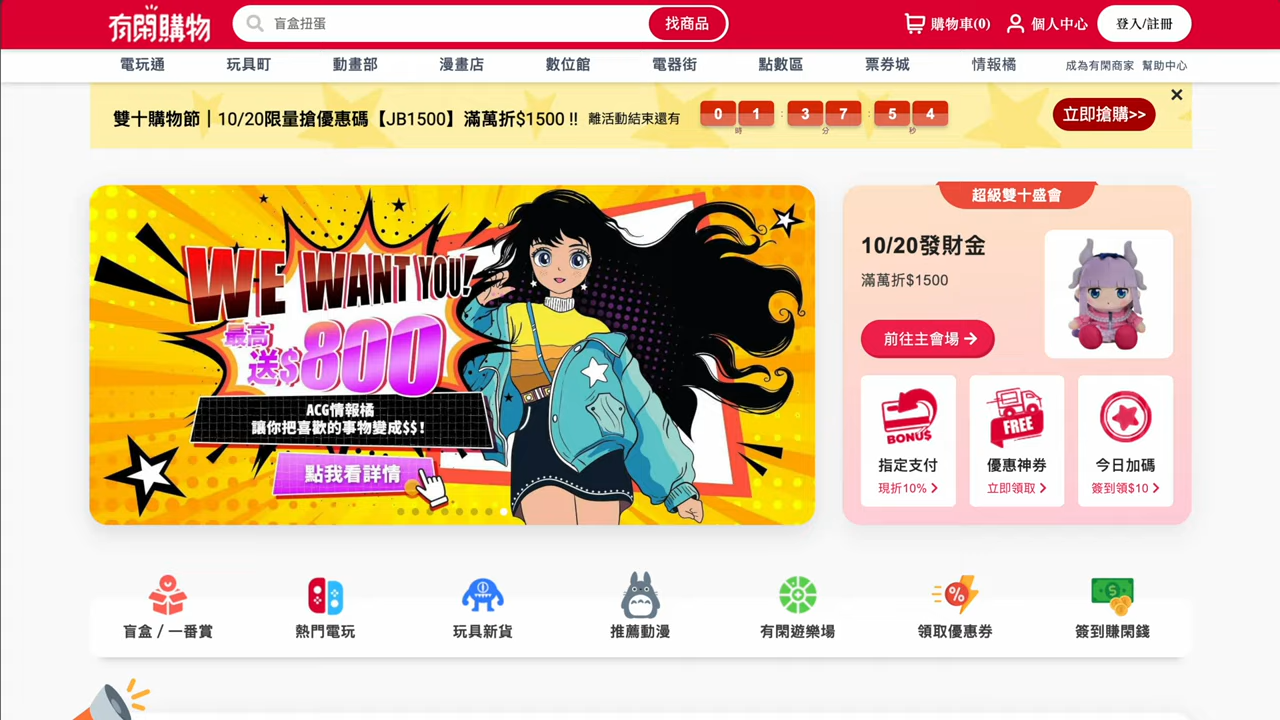 有閑購物
盲盒扭蛋
找商品
購物車(0)
個人中心
登入/註冊
電玩通
玩具町
動畫部
漫畫店
數位館
電器街
點數區
票券城
情報橘
成為有閑商家
幫助中心
雙十購物節｜10/20限量搶優惠碼【JB1500】滿萬折$1500 !!
離活動結束還有
0 1 : 3 7 : 5 4
時 分 秒
立即搶購>>
WE WANT YOU!
最高
送$800
ACG情報橘
讓你把喜歡的事物變成$$!
點我看詳情
超級雙十盛會
10/20發財金
滿萬折$1500
前往主會場
BONU$
指定支付
現折10%
FREE
優惠神券
立即領取
今日加碼
簽到領$10
盲盒 / 一番賞
熱門電玩
玩具新貨
推薦動漫
有閑遊樂場
領取優惠券
簽到賺閑錢